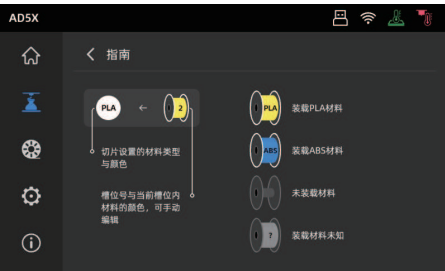 AD5X
指南
PLA
2
PLA
装载PLA材料
切片设置的材料类型
与颜色
ABS
装载ABS材料
槽位号与当前槽位内
材料的颜色，可手动
编辑
未装载材料
?
装载材料未知